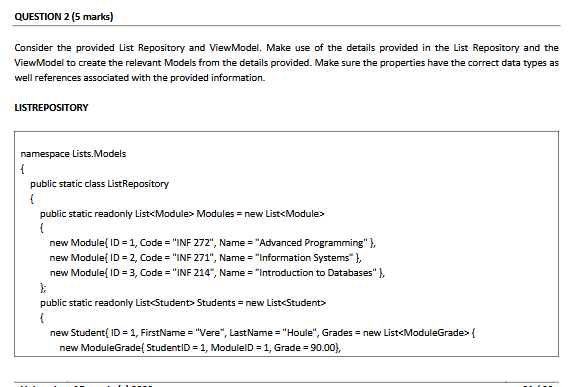 QUESTION 2 (5 marks)
Consider the provided List Repository and ViewModel. Make use of the details provided in the List Repository and the
ViewModel to create the relevant Models from the details provided. Make sure the properties have the correct data types as
well references associated with the provided information.
LISTREPOSITORY
namespace Lists.Models
{
public static class ListRepository
{
public static readonly List<Module> Modules = new List<Module>
{
new Module{ ID = 1, Code = "INF 272", Name = "Advanced Programming" },
new Module{ ID = 2, Code = "INF 271", Name = "Information Systems" },
new Module{ ID = 3, Code = "INF 214", Name = "Introduction to Databases" },
};
public static readonly List<Student> Students = new List<Student>
{
new Student{ ID = 1, FirstName = "Vere", LastName = "Houle", Grades = new List<ModuleGrade> {
new ModuleGrade{ StudentID = 1, ModuleID = 1, Grade = 90.00},